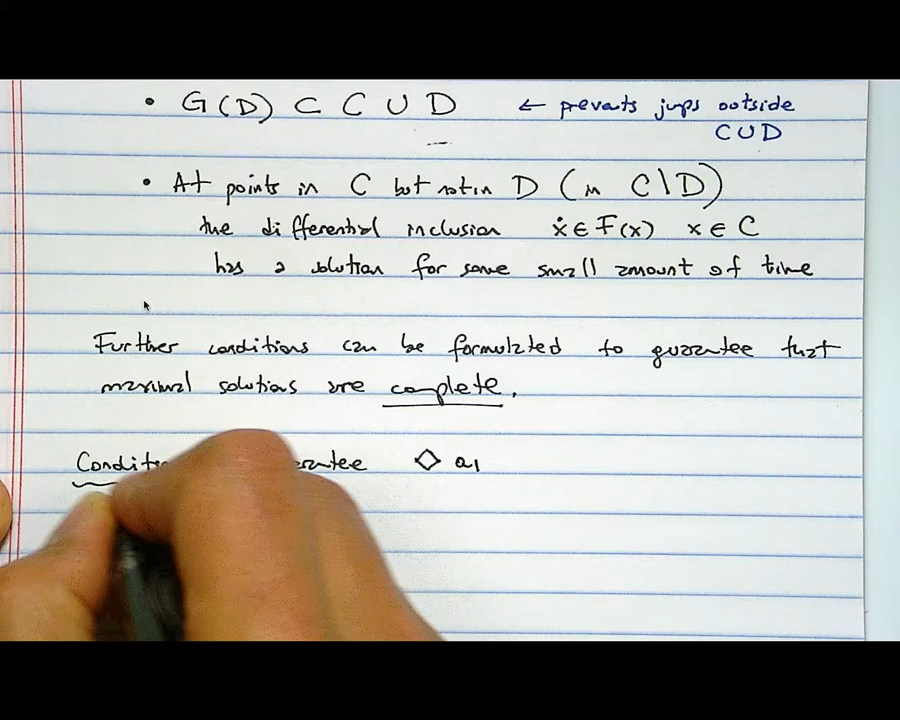 • G(D) ⊂ C ∪ D ← prevents jumps outside
C ∪ D
• At points in C but not in D (in C \ D)
the differential inclusion ẋ ∈ F(x) x ∈ C
has a solution for some small amount of time
Further conditions can be formulated to guarantee that
maximal solutions are complete.
◇ a1